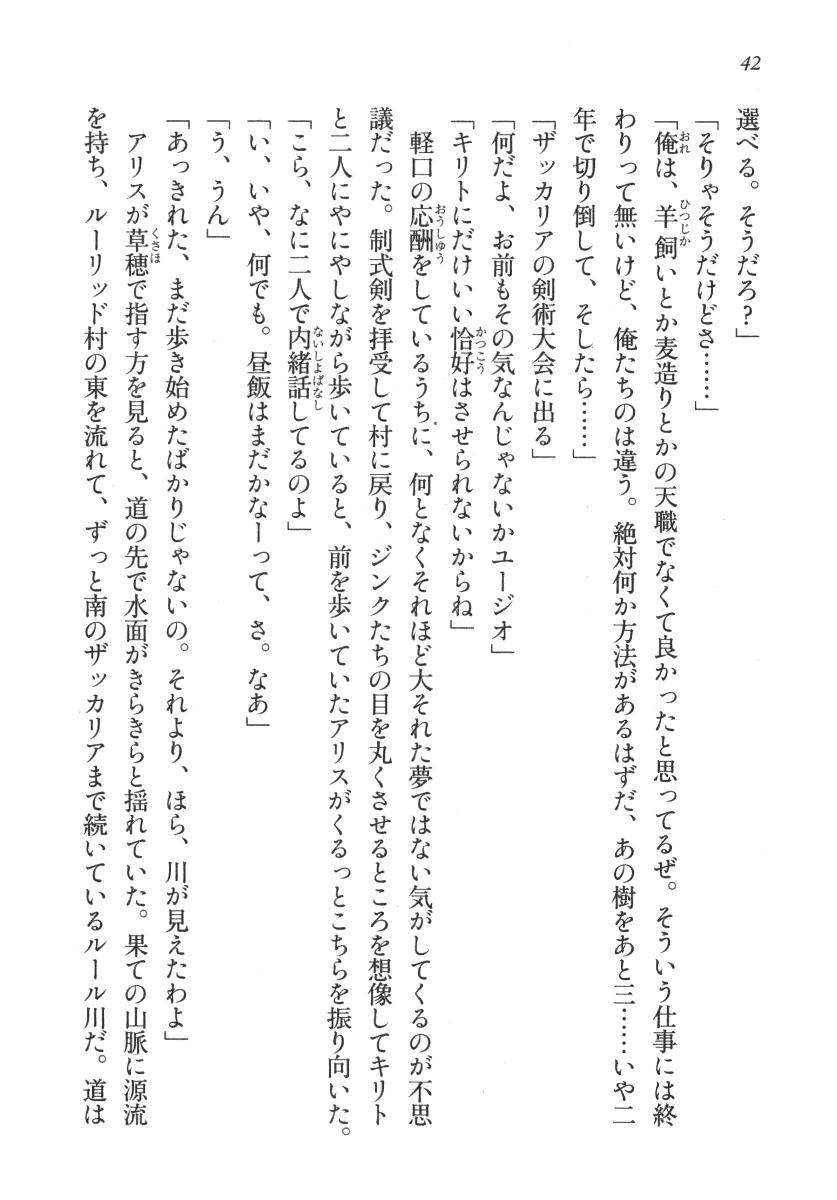 42
選べる。そうだろ？」
「そりゃそうだけどさ……」
「俺は、羊飼いとか麦造りとかの天職でなくて良かったと思ってるぜ。そういう仕事には終
わりって無いけど、俺たちのは違う。絶対何か方法があるはずだ、あの樹をあと三……いや二
年で切り倒して、そしたら……」
「ザッカリアの剣術大会に出る」
「何だよ、お前もその気なんじゃないかユージオ」
「キリトにだけいい恰好はさせられないからね」
　軽口の応酬をしているうちに、何となくそれほど大それた夢ではない気がしてくるのが不思
議だった。制式剣を拝受して村に戻り、ジンクたちの目を丸くさせるところを想像してキリト
と二人にやにやしながら歩いていると、前を歩いていたアリスがくるっとこちらを振り向いた。
「こら、なに二人で内緒話してるのよ」
「い、いや、何でも。昼飯はまだかなーって、さ。なあ」
「う、うん」
「あっきれた、まだ歩き始めたばかりじゃないの。それより、ほら、川が見えたわよ」
　アリスが草穂で指す方を見ると、道の先で水面がきらきらと揺れていた。果ての山脈に源流
を持ち、ルーリッド村の東を流れて、ずっと南のザッカリアまで続いているルール川だ。道は